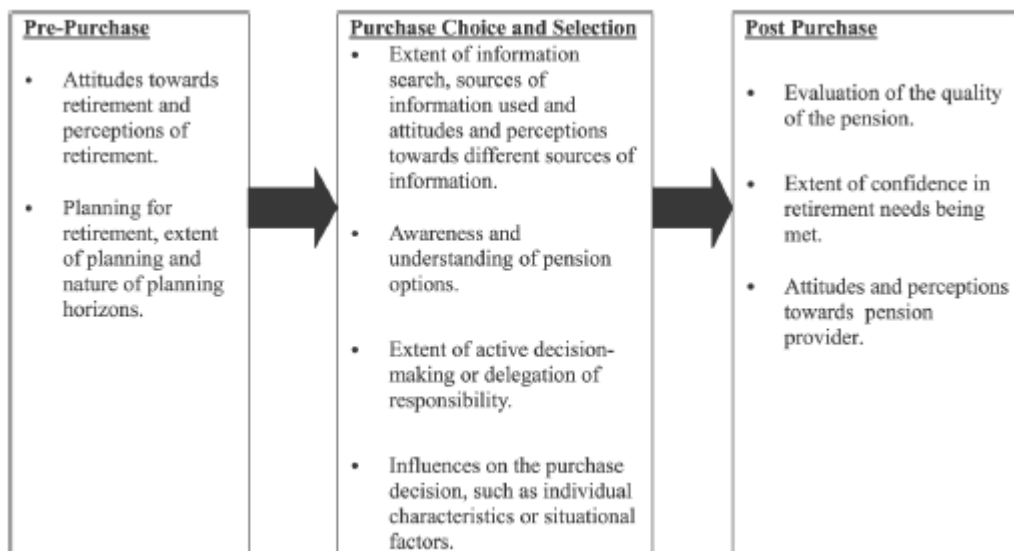 Pre-Purchase
• Attitudes towards
retirement and
perceptions of
retirement.
• Planning for
retirement, extent
of planning and
nature of planning
horizons.
Purchase Choice and Selection
• Extent of information
search, sources of
information used and
attitudes and perceptions
towards different sources of
information.
• Awareness and
understanding of pension
options.
• Extent of active decision-
making or delegation of
responsibility.
• Influences on the purchase
decision, such as individual
characteristics or situational
factors.
Post Purchase
• Evaluation of the quality
of the pension.
• Extent of confidence in
retirement needs being
met.
• Attitudes and perceptions
towards pension
provider.